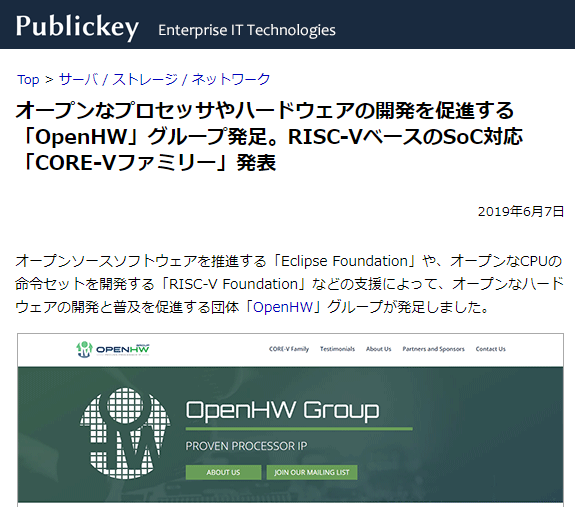 Publickey Enterprise IT Technologies
Top > サーバ / ストレージ / ネットワーク
オープンなプロセッサやハードウェアの開発を促進する
「OpenHW」グループ発足。RISC-VベースのSoC対応
「CORE-Vファミリー」発表
2019年6月7日
オープンソースソフトウェアを推進する「Eclipse Foundation」や、オープンなCPUの
命令セットを開発する「RISC-V Foundation」などの支援によって、オープンなハード
ウェアの開発と普及を促進する団体「OpenHW」グループが発足しました。
OPENHW GROUP CORE-V Family Testimonials About Us Partners and Sponsors Contact Us
OpenHW Group
PROVEN PROCESSOR IP
ABOUT US JOIN OUR MAILING LIST